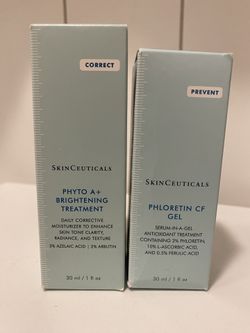 CORRECT
SKINCEUTICALS
PHYTO A+
BRIGHTENING
TREATMENT
DAILY CORRECTIVE
MOISTURIZER TO ENHANCE
SKIN TONE CLARITY,
RADIANCE, AND TEXTURE
3% AZELAIC ACID | 2% ARBUTIN
30 ml / 1 fl oz
PREVENT
SKINCEUTICALS
PHLORETIN CF
GEL
SERUM-IN-A-GEL
ANTIOXIDANT TREATMENT
CONTAINING 2% PHLORETIN,
10% L-ASCORBIC ACID,
AND 0.5% FERULIC ACID
30 ml / 1 fl oz